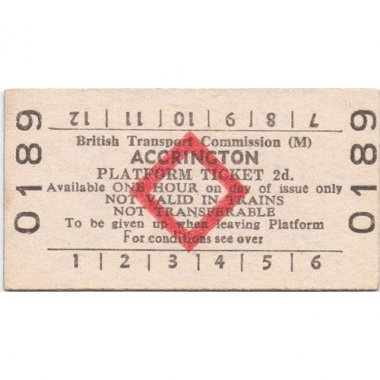 0189
12 | 11 | 10 | 9 | 8 | 7
British Transport Commission (M)
ACCRINGTON
PLATFORM TICKET 2d.
Available ONE HOUR on day of issue only
NOT VALID IN TRAINS
NOT TRANSFERABLE
To be given up when leaving Platform
For conditions see over
1 | 2 | 3 | 4 | 5 | 6
0189